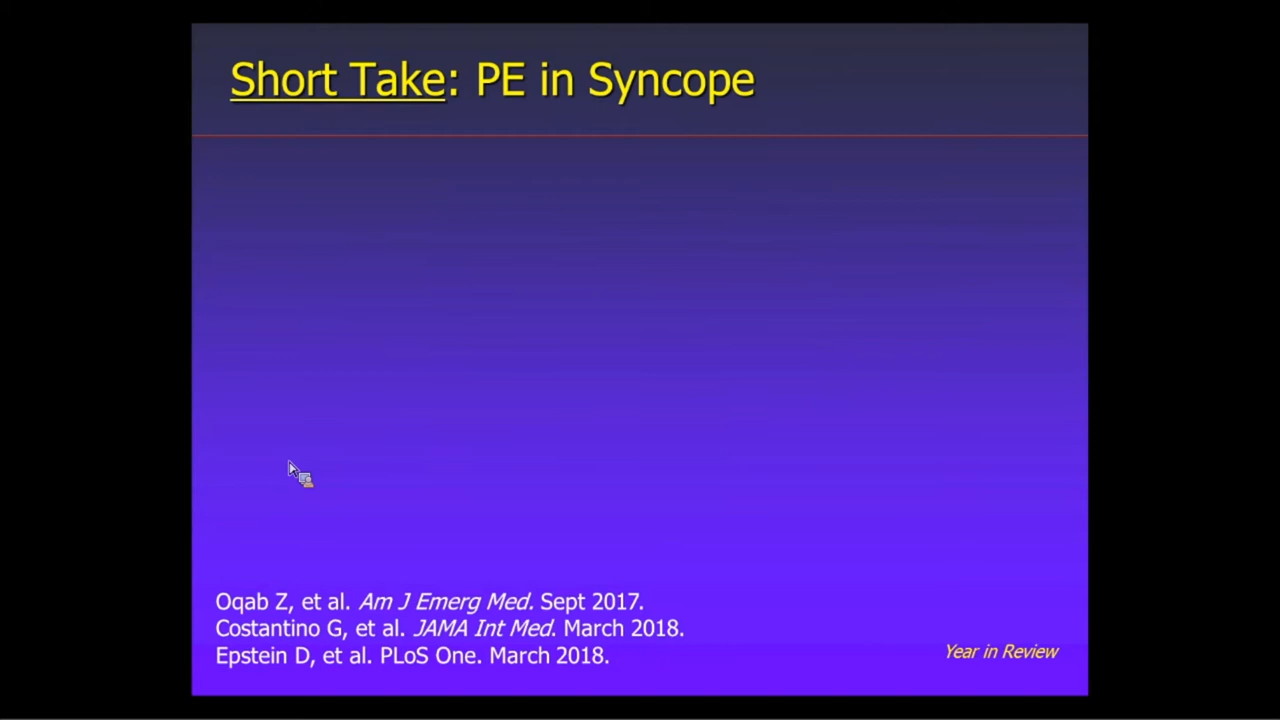 Short Take: PE in Syncope
Oqab Z, et al. Am J Emerg Med. Sept 2017.
Costantino G, et al. JAMA Int Med. March 2018.
Epstein D, et al. PLoS One. March 2018.
Year in Review